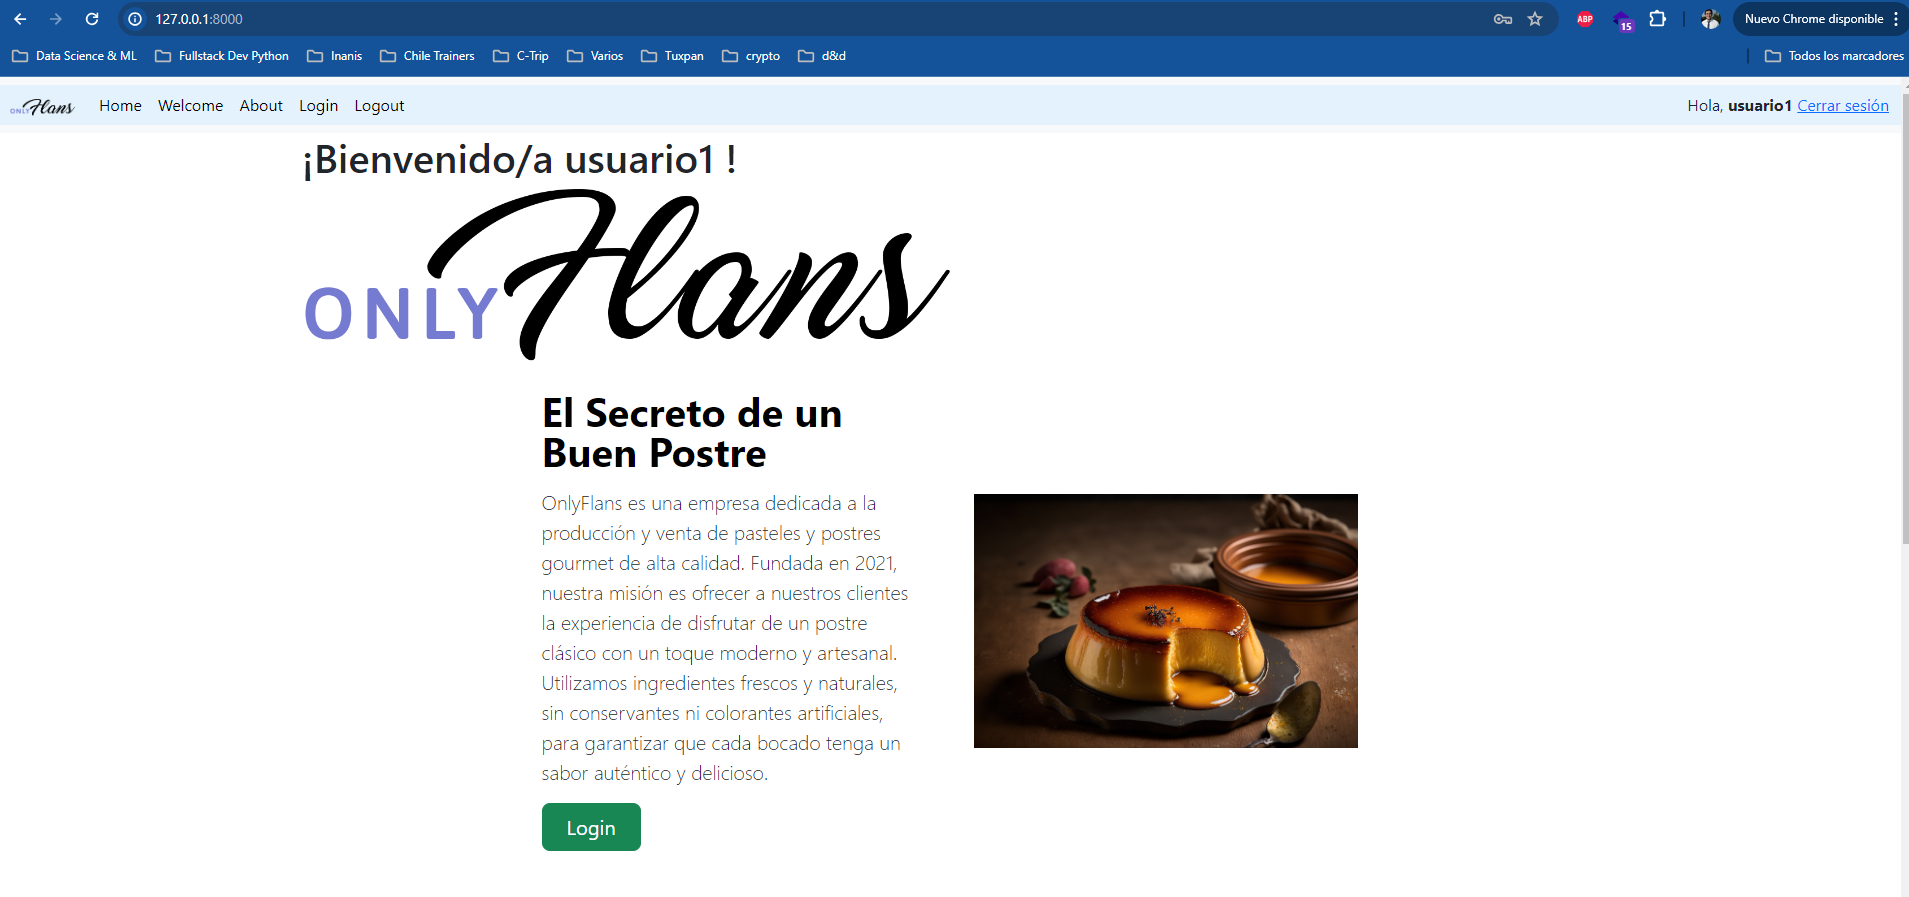 127.0.0.1:8000
ABP
15
Nuevo Chrome disponible
Data Science & ML Fullstack Dev Python Inanis Chile Trainers C-Trip Varios Tuxpan crypto d&d Todos los marcadores
ONLY Flans Home Welcome About Login Logout Hola, usuario1 Cerrar sesión
¡Bienvenido/a usuario1 !
ONLY Flans
El Secreto de un
Buen Postre
OnlyFlans es una empresa dedicada a la
producción y venta de pasteles y postres
gourmet de alta calidad. Fundada en 2021,
nuestra misión es ofrecer a nuestros clientes
la experiencia de disfrutar de un postre
clásico con un toque moderno y artesanal.
Utilizamos ingredientes frescos y naturales,
sin conservantes ni colorantes artificiales,
para garantizar que cada bocado tenga un
sabor auténtico y delicioso.
Login